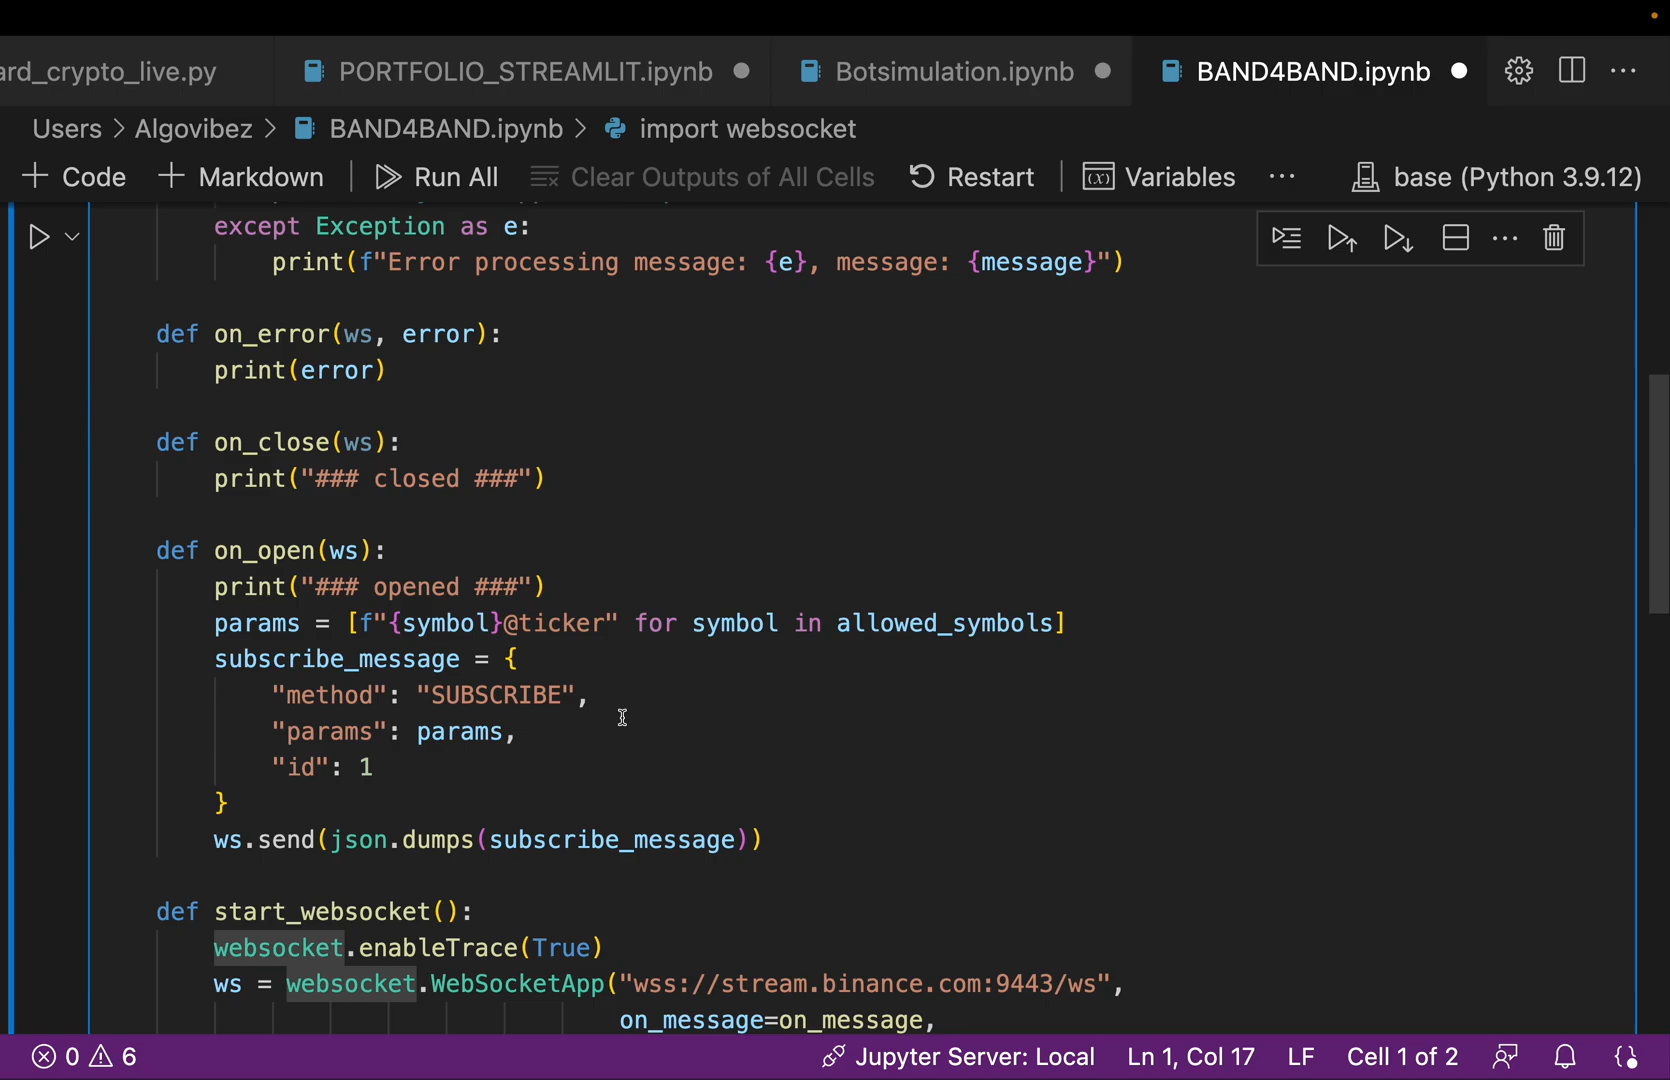 ard_crypto_live.py PORTFOLIO_STREAMLIT.ipynb Botsimulation.ipynb BAND4BAND.ipynb ...
Users > Algovibez > BAND4BAND.ipynb > import websocket
+ Code + Markdown | Run All Clear Outputs of All Cells Restart | Variables ... base (Python 3.9.12)
except Exception as e:
print(f"Error processing message: {e}, message: {message}")
def on_error(ws, error):
print(error)
def on_close(ws):
print("### closed ###")
def on_open(ws):
print("### opened ###")
params = [f"{symbol}@ticker" for symbol in allowed_symbols]
subscribe_message = {
"method": "SUBSCRIBE",
"params": params,
"id": 1
}
ws.send(json.dumps(subscribe_message))
def start_websocket():
websocket.enableTrace(True)
ws = websocket.WebSocketApp("wss://stream.binance.com:9443/ws",
on_message=on_message,
0 6 Jupyter Server: Local Ln 1, Col 17 LF Cell 1 of 2